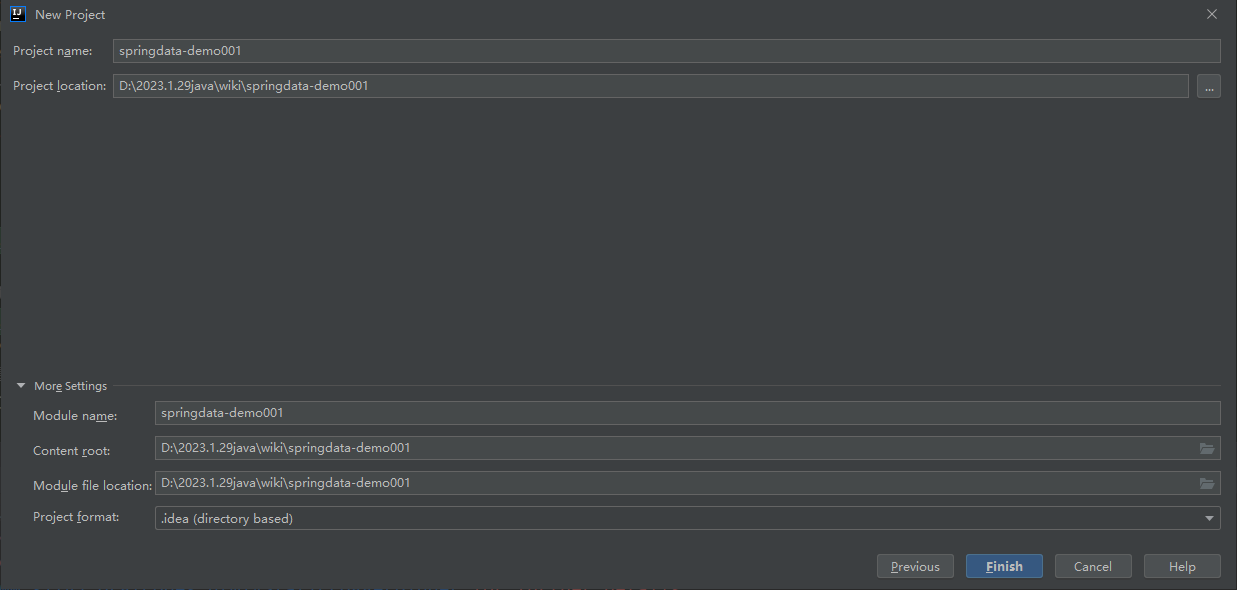 New Project
Project name: springdata-demo001
Project location: D:\2023.1.29java\wiki\springdata-demo001 ...
More Settings
Module name: springdata-demo001
Content root: D:\2023.1.29java\wiki\springdata-demo001
Module file location: D:\2023.1.29java\wiki\springdata-demo001
Project format: .idea (directory based)
Previous Finish Cancel Help